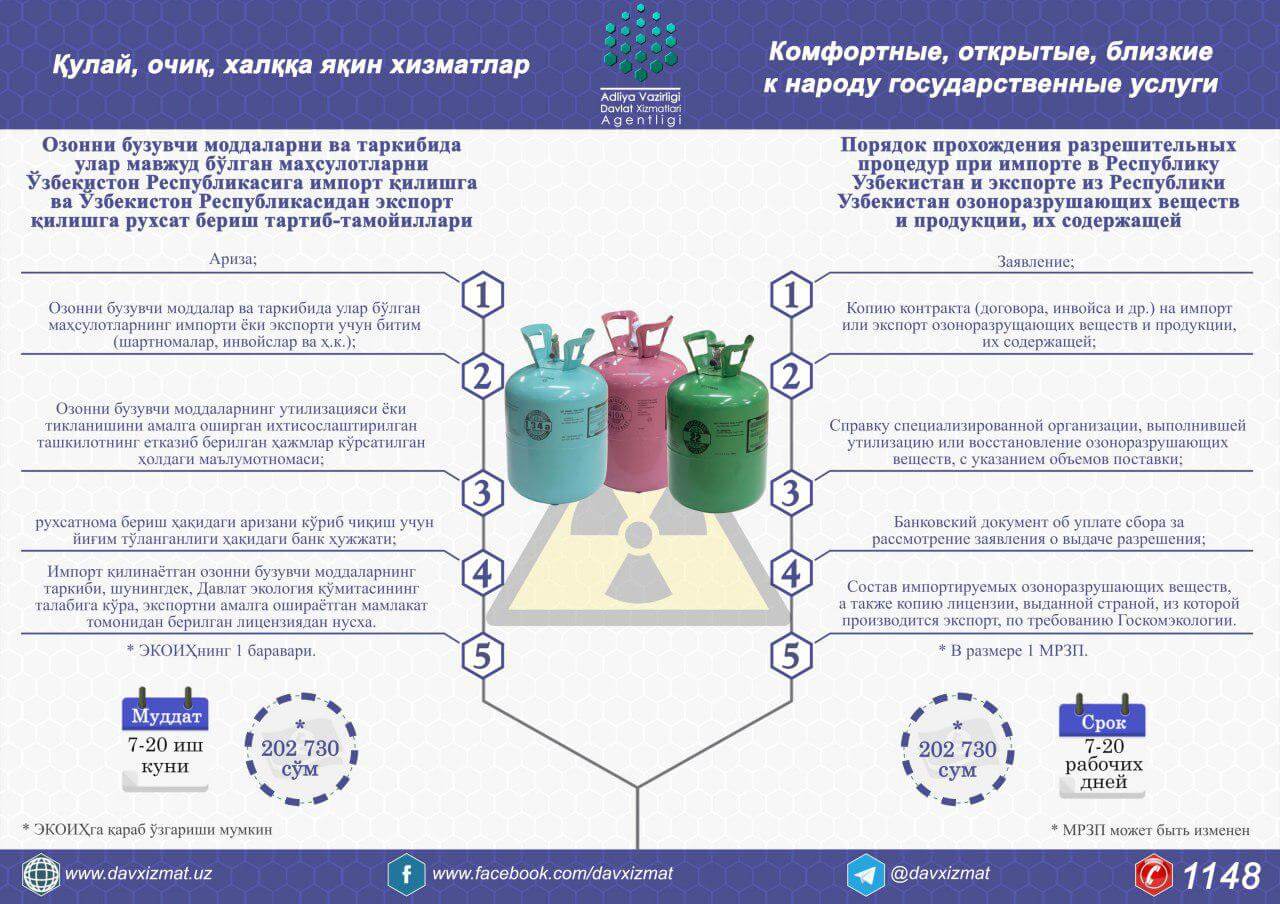 Қулай, очиқ, халққа яқин хизматлар
Adliya Vazirligi
Davlat Xizmatlari
Agentligi
Комфортные, открытые, близкие
к народу государственные услуги
Озонни бузувчи моддаларни ва таркибида
улар мавжуд бўлган маҳсулотларни
Ўзбекистон Республикасига импорт қилишга
ва Ўзбекистон Республикасидан экспорт
қилишга рухсат бериш тартиб-тамойиллари
Ариза;
1
Озонни бузувчи моддалар ва таркибида улар бўлган
маҳсулотларнинг импорти ёки экспорти учун битим
(шартномалар, инвойслар ва ҳ.к.);
2
Озонни бузувчи моддаларнинг утилизацияси ёки
тикланишини амалга оширган ихтисослаштирилган
ташкилотнинг етказиб берилган ҳажмлар кўрсатилган
ҳолдаги маълумотномаси;
3
рухсатнома бериш ҳақидаги аризани кўриб чиқиш учун
йиғим тўланганлиги ҳақидаги банк ҳужжати;
4
Импорт қилинаётган озонни бузувчи моддаларнинг
таркиби, шунингдек, Давлат экология қўмитасининг
талабига кўра, экспортни амалга ошираётган мамлакат
томонидан берилган лицензиядан нусха.
5
* ЭКОИҲнинг 1 баравари.
Муддат
7-20 иш
куни
*
202 730
сўм
* ЭКОИҲга қараб ўзгариши мумкин
Порядок прохождения разрешительных
процедур при импорте в Республику
Узбекистан и экспорте из Республики
Узбекистан озоноразрушающих веществ
и продукции, их содержащей
Заявление;
1
Копию контракта (договора, инвойса и др.) на импорт
или экспорт озоноразрущающих веществ и продукции,
их содержащей;
2
Справку специализированной организации, выполнившей
утилизацию или восстановление озоноразрушающих
веществ, с указанием объемов поставки;
3
Банковский документ об уплате сбора за
рассмотрение заявления о выдаче разрешения;
4
Состав импортируемых озоноразрушающих веществ,
а также копию лицензии, выданной страной, из которой
производится экспорт, по требованию Госкомэкологии.
5
* В размере 1 МРЗП.
*
202 730
сум
Срок
7-20
рабочих
дней
* МРЗП может быть изменен
www.davxizmat.uz
www.facebook.com/davxizmat
@davxizmat
1148